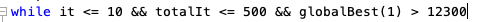 while it <= 10 && totalIt <= 500 && globalBest(1) > 12300